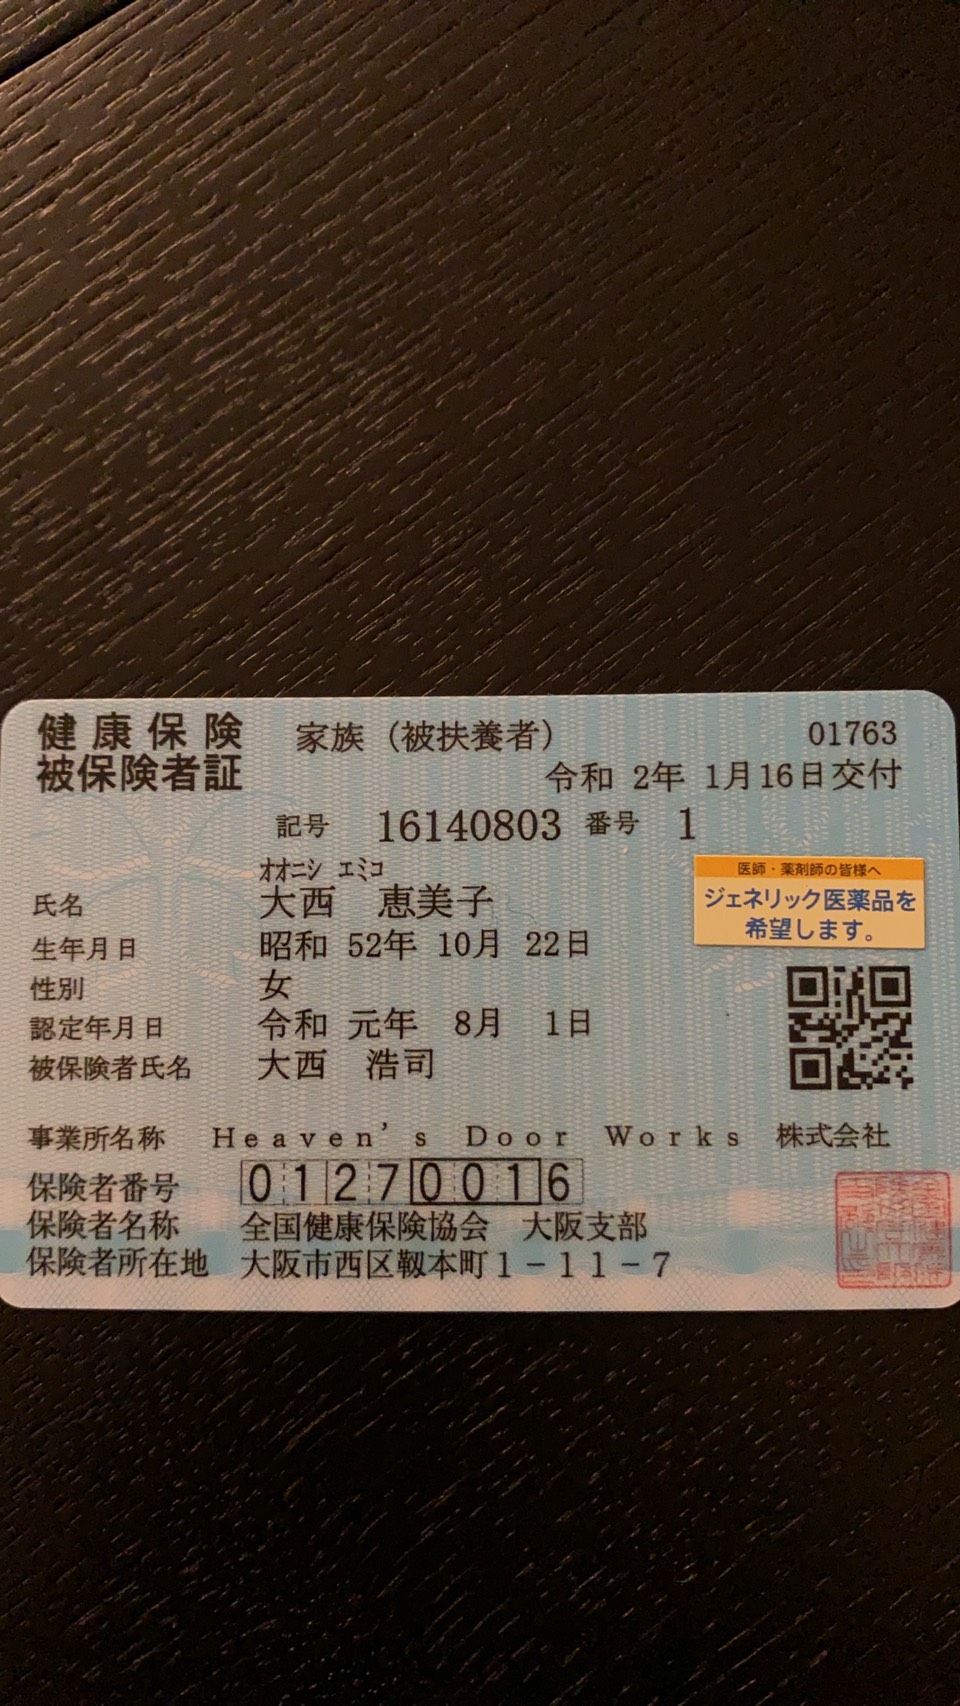 健康保険 家族（被扶養者） 01763
被保険者証 令和 2年 1月16日交付
記号 16140803 番号 1
ｵｵﾆｼ ｴﾐｺ
氏名 大西 恵美子
生年月日 昭和 52年 10月 22日
性別 女
認定年月日 令和 元年 8月 1日
被保険者氏名 大西 浩司
医師・薬剤師の皆様へ
ジェネリック医薬品を
希望します。
事業所名称 Ｈｅａｖｅｎ’ｓ Ｄｏｏｒ Ｗｏｒｋｓ 株式会社
保険者番号 01270016
保険者名称 全国健康保険協会 大阪支部
保険者所在地 大阪市西区靱本町１－１１－７